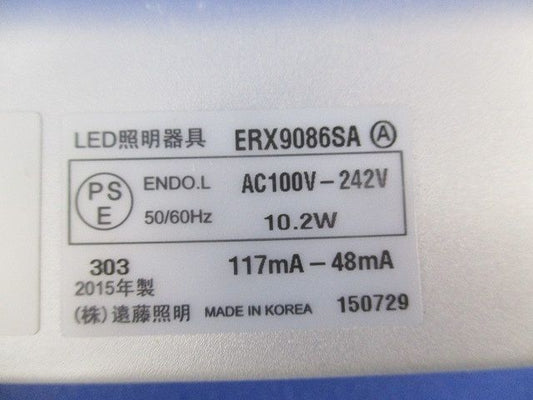 LED照明器具 ERX9086SA Ⓐ
PS
E
ENDO.L AC100V-242V
50/60Hz 10.2W
303 117mA-48mA
2015年製
(株)遠藤照明 MADE IN KOREA 150729